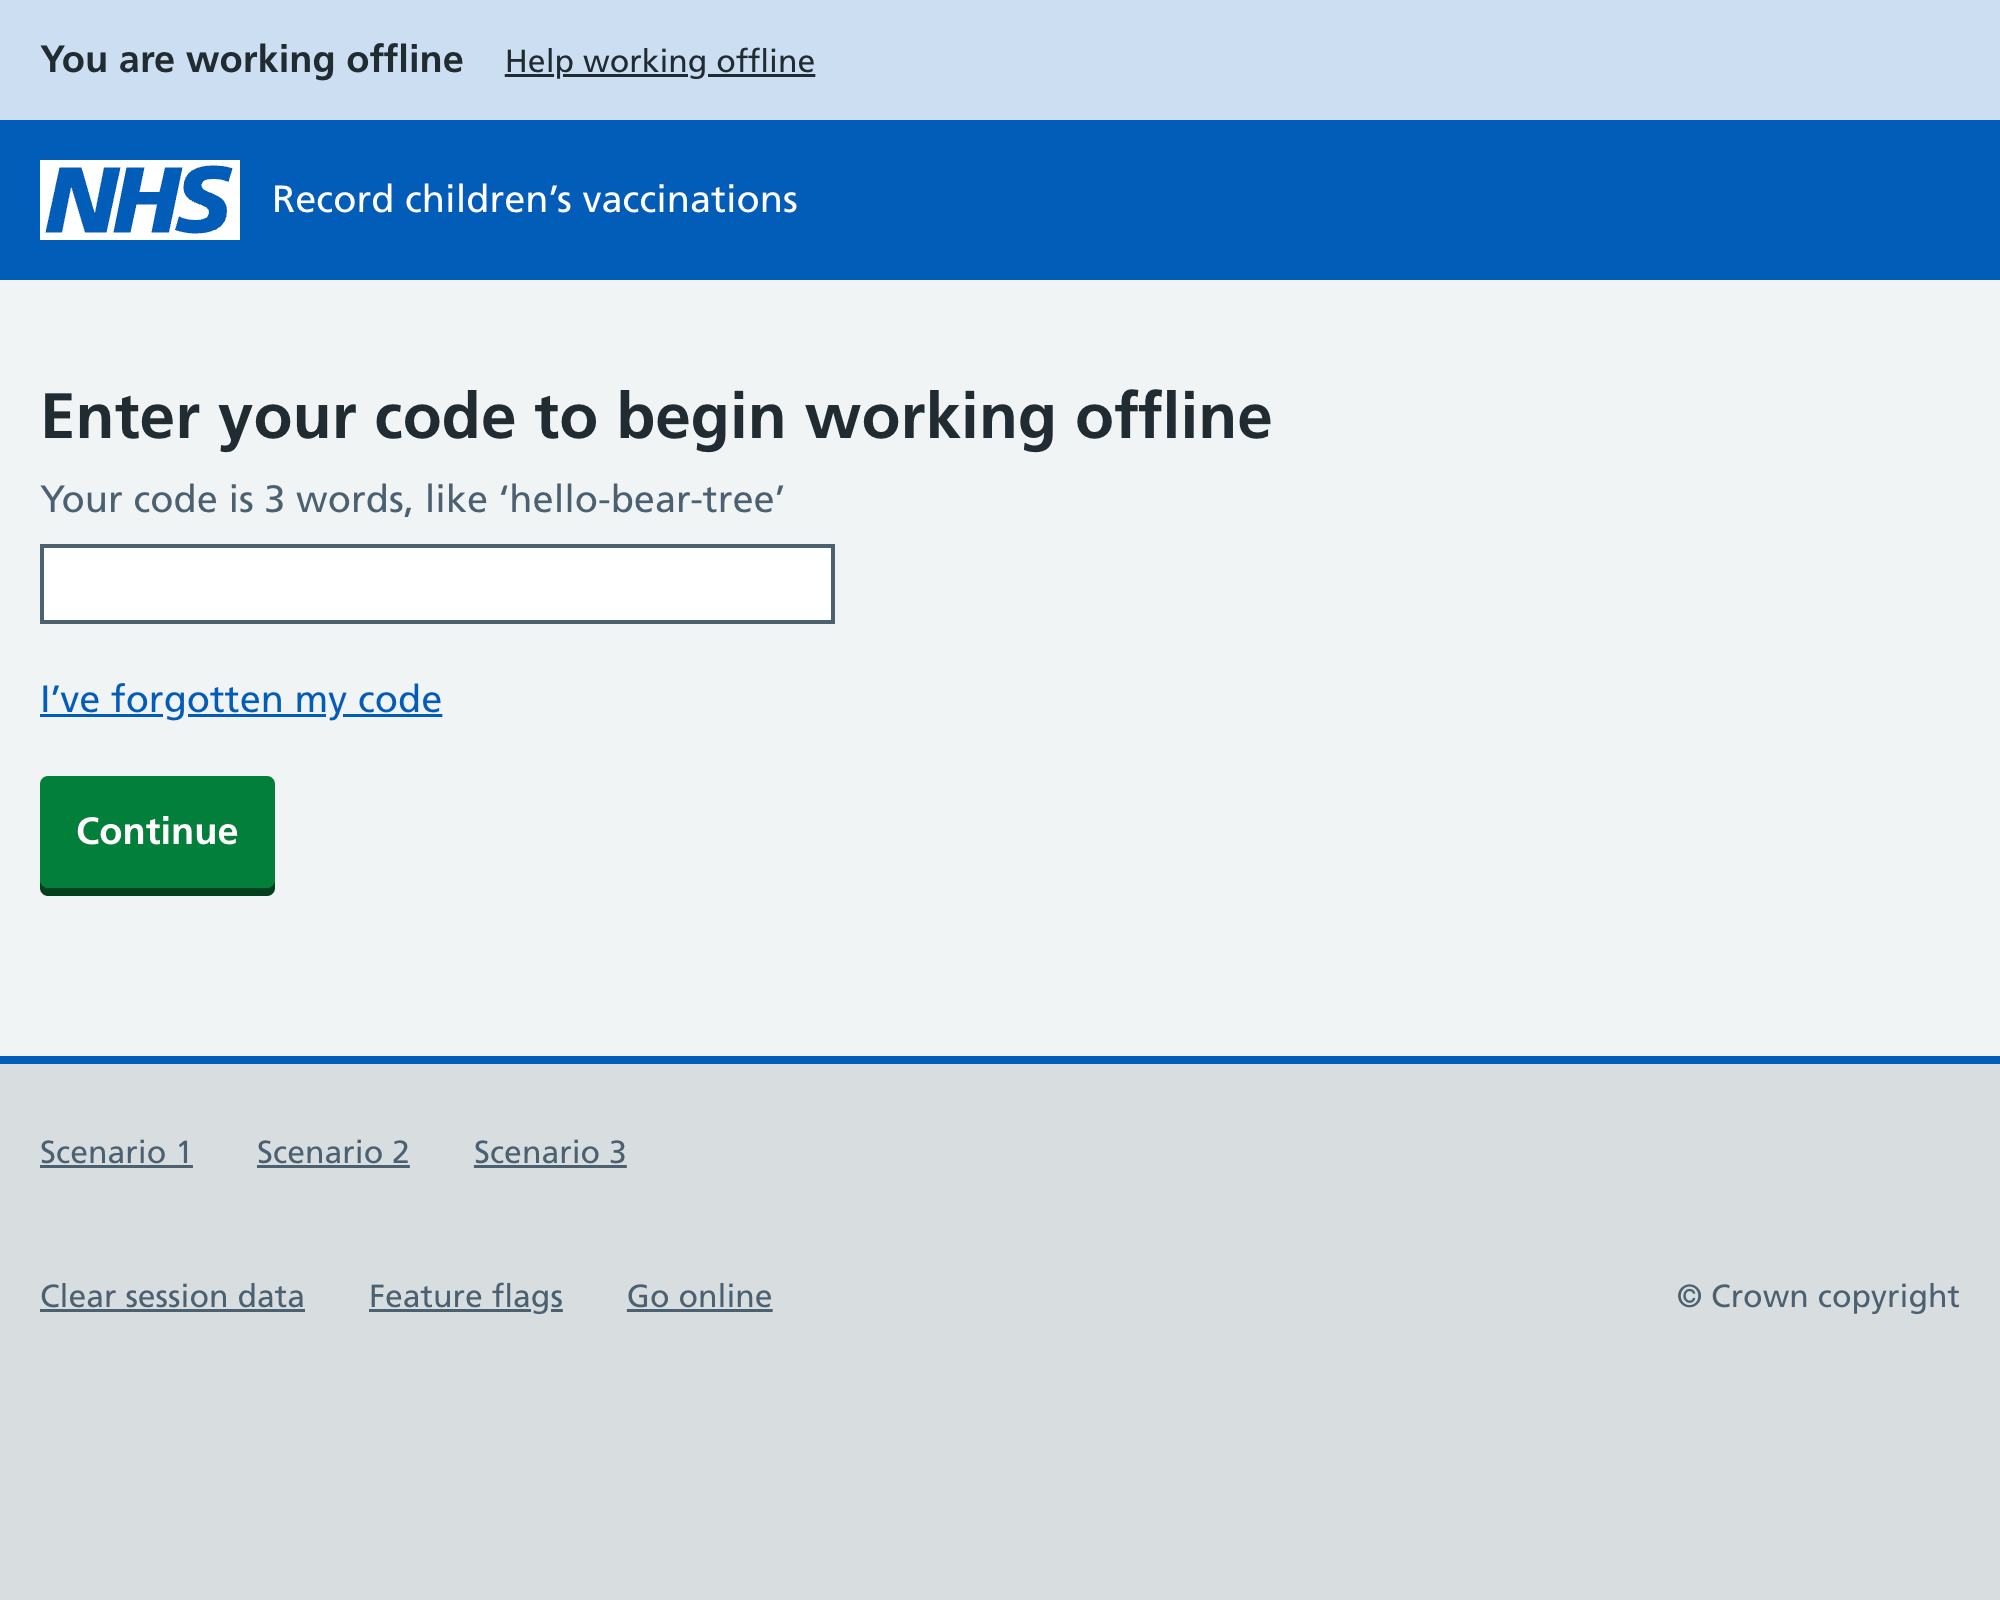 You are working offline Help working offline
NHS Record children’s vaccinations
Enter your code to begin working offline
Your code is 3 words, like ‘hello-bear-tree’
I’ve forgotten my code
Continue
Scenario 1 Scenario 2 Scenario 3
Clear session data Feature flags Go online © Crown copyright